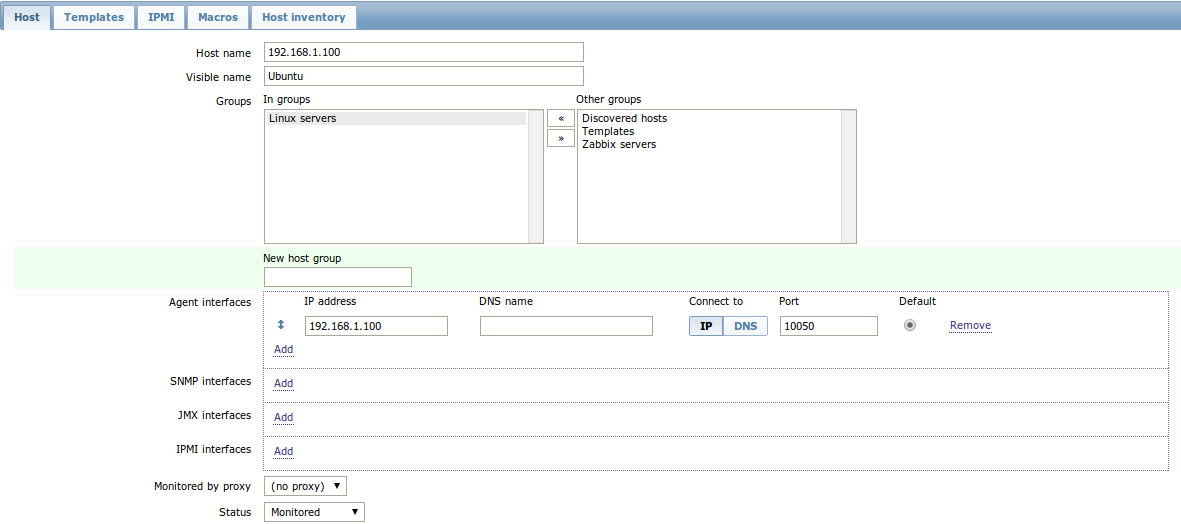 Host Templates IPMI Macros Host inventory
Host name 192.168.1.100
Visible name Ubuntu
Groups In groups Other groups
Linux servers « Discovered hosts
» Templates
Zabbix servers
New host group
Agent interfaces IP address DNS name Connect to Port Default
192.168.1.100 IP DNS 10050 Remove
Add
SNMP interfaces Add
JMX interfaces Add
IPMI interfaces Add
Monitored by proxy (no proxy)
Status Monitored